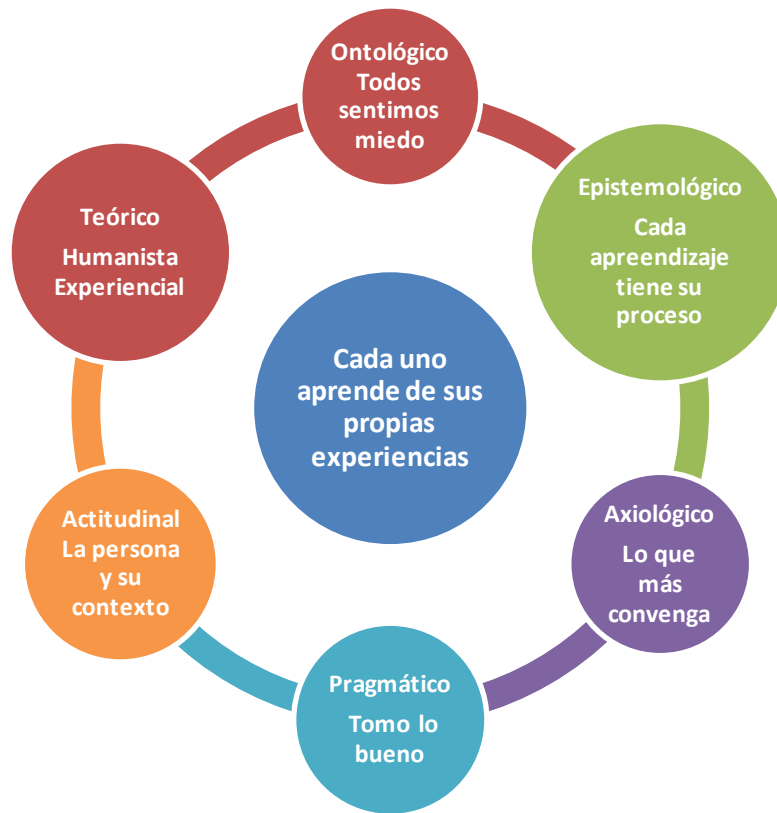 Ontológico
Todos
sentimos
miedo
Epistemológico
Cada
apreendizaje
tiene su
proceso
Teórico
Humanista
Experiencial
Cada uno
aprende de sus
propias
experiencias
Actitudinal
La persona
y su
contexto
Axiológico
Lo que
más
convenga
Pragmático
Tomo lo
bueno